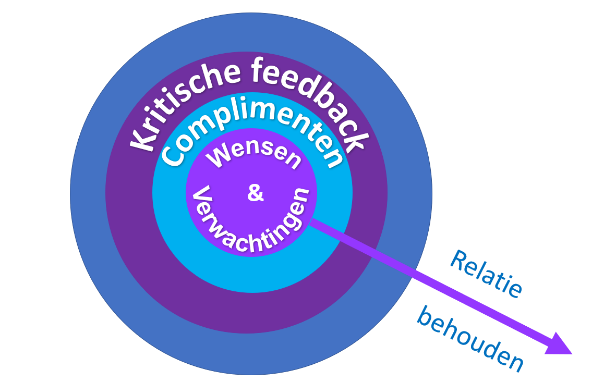 Kritische feedback
Complimenten
Wensen
&
Verwachtingen
Relatie
behouden